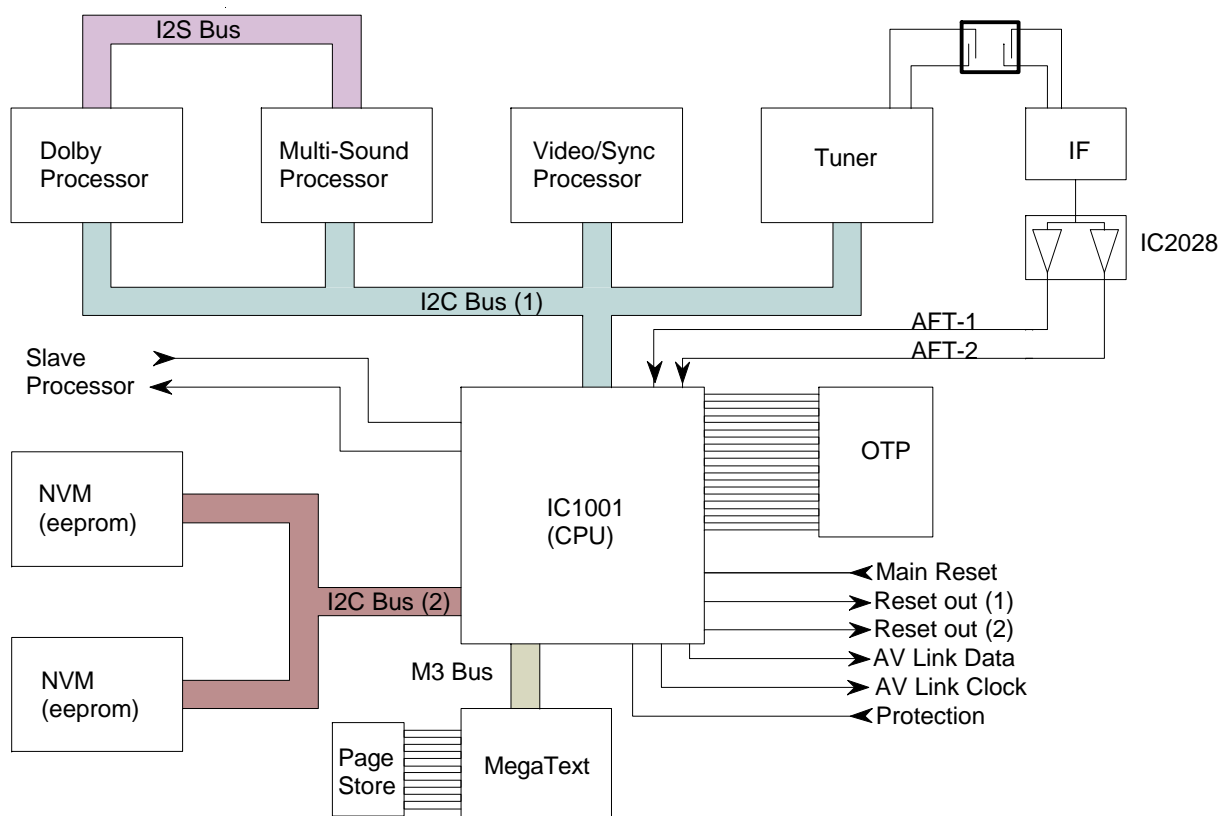 I2S Bus
Dolby
Processor
Multi-Sound
Processor
Video/Sync
Processor
Tuner
IF
IC2028
I2C Bus (1)
AFT-1
AFT-2
Slave
Processor
OTP
NVM
(eeprom)
IC1001
(CPU)
I2C Bus (2)
Main Reset
Reset out (1)
Reset out (2)
AV Link Data
AV Link Clock
Protection
NVM
(eeprom)
M3 Bus
Page
Store
MegaText